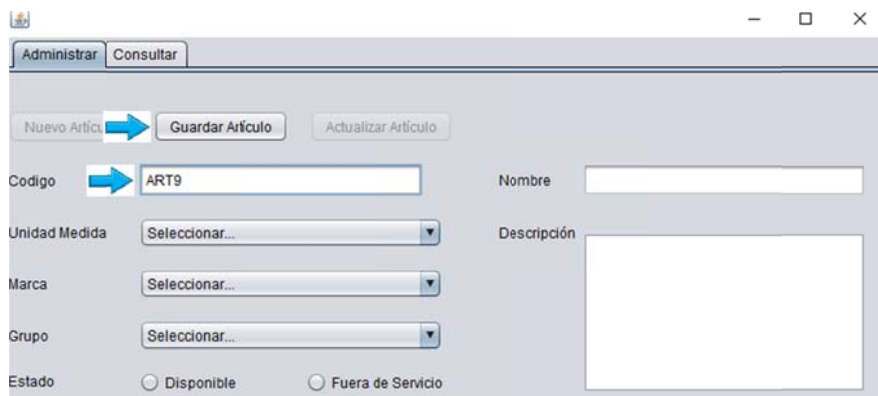 Administrar Consultar
Nuevo Artícu Guardar Artículo Actualizar Artículo
Codigo ART9 Nombre
Unidad Medida Seleccionar... Descripción
Marca Seleccionar...
Grupo Seleccionar...
Estado Disponible Fuera de Servicio